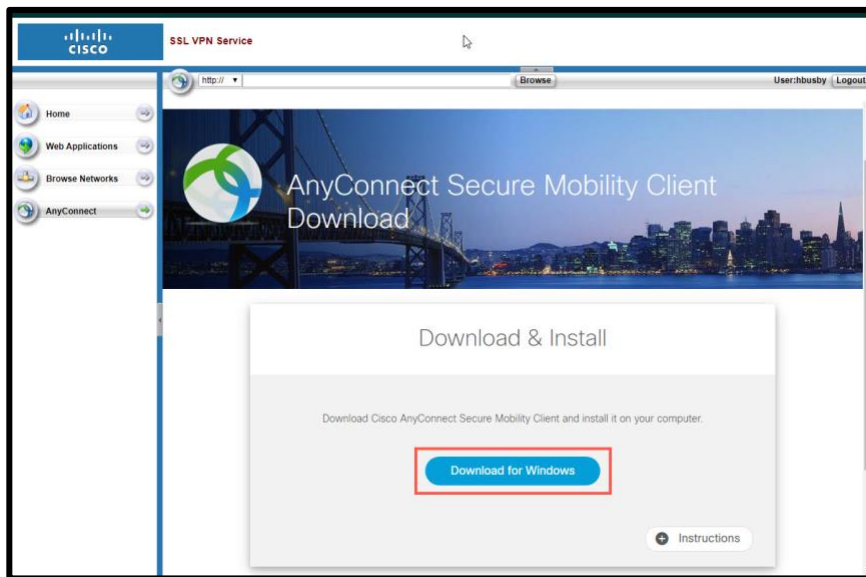 CISCO
SSL VPN Service
http://
Browse
User:hbusby
Logout
Home
Web Applications
Browse Networks
AnyConnect
AnyConnect Secure Mobility Client
Download
Download & Install
Download Cisco AnyConnect Secure Mobility Client and install it on your computer.
Download for Windows
Instructions